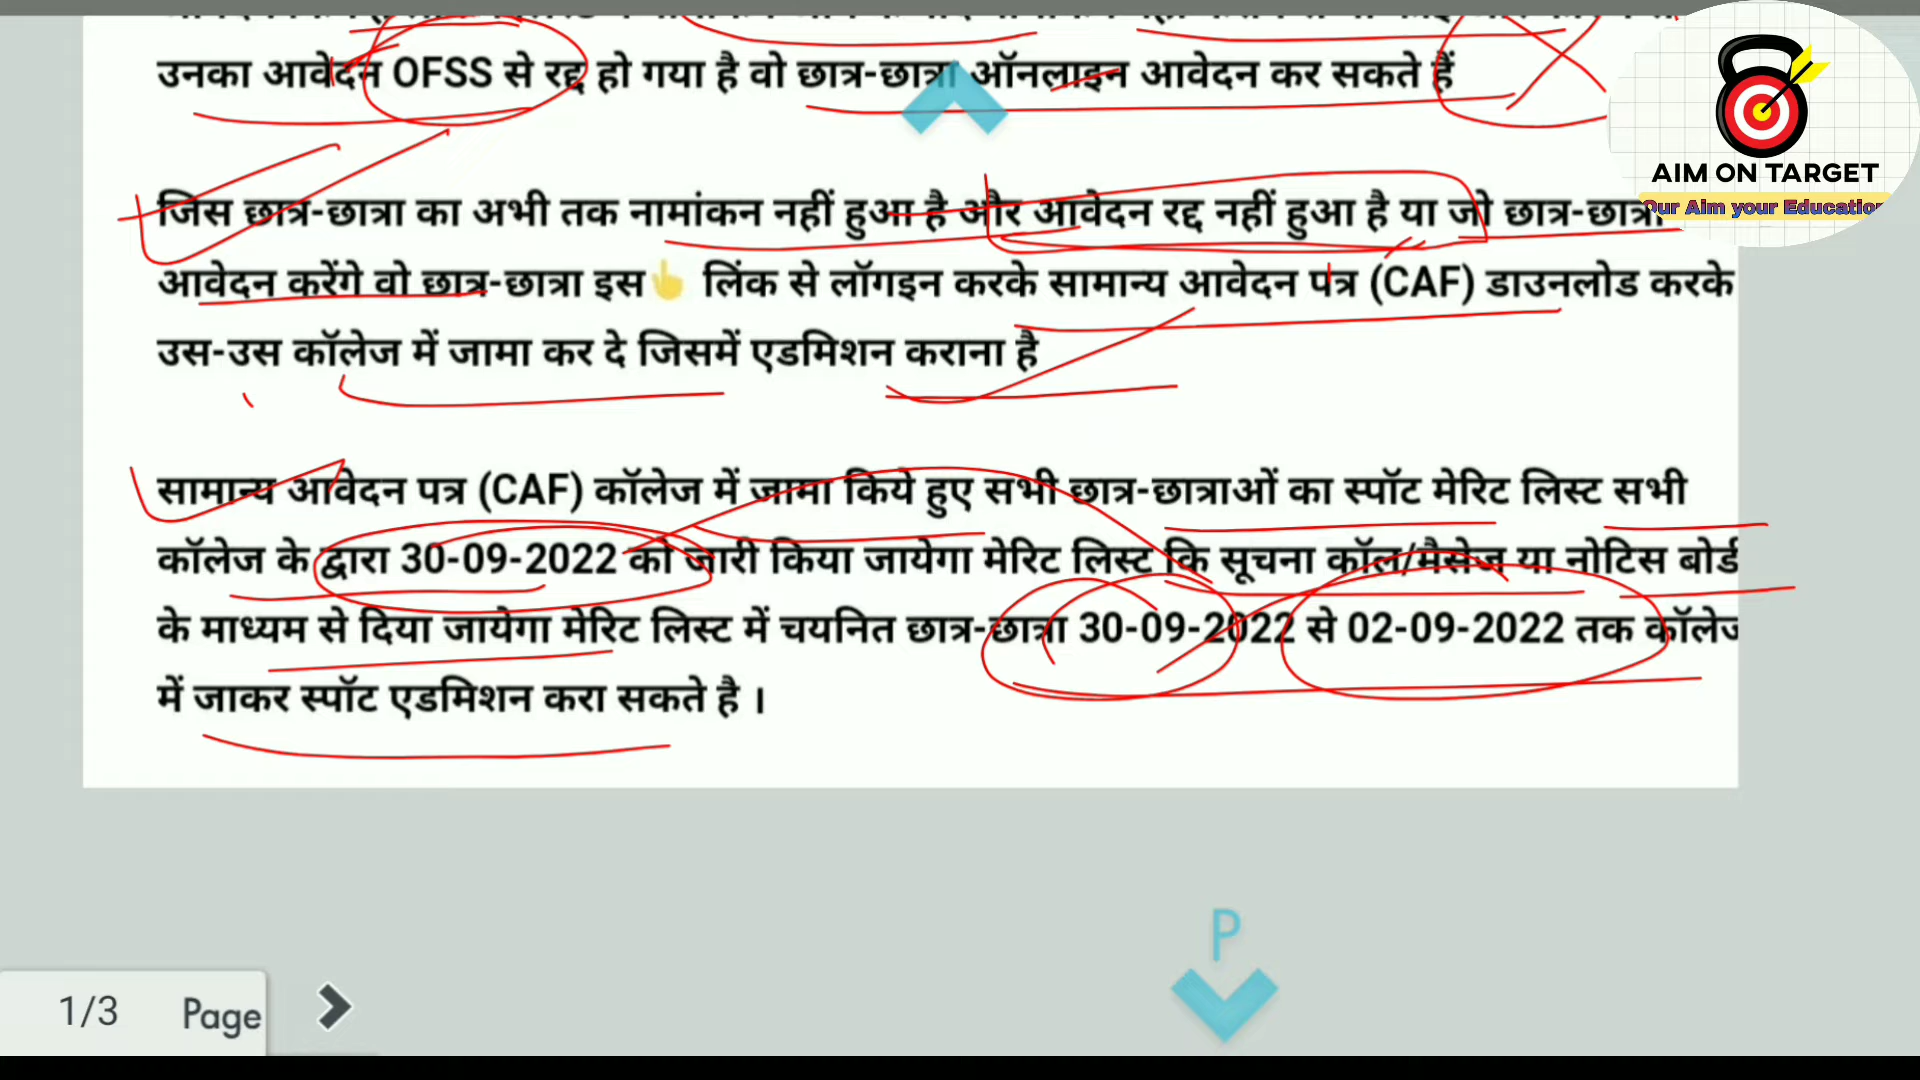 उनका आवेदन OFSS से रद्द हो गया है वो छात्र-छात्रा ऑनलाइन आवेदन कर सकते हैं
AIM ON TARGET
Our Aim your Education
जिस छात्र-छात्रा का अभी तक नामांकन नहीं हुआ है और आवेदन रद्द नहीं हुआ है या जो छात्र-छात्रा
आवेदन करेंगे वो छात्र-छात्रा इस👆 लिंक से लॉगइन करके सामान्य आवेदन पत्र (CAF) डाउनलोड करके
उस-उस कॉलेज में जामा कर दे जिसमें एडमिशन कराना है
सामान्य आवेदन पत्र (CAF) कॉलेज में जामा किये हुए सभी छात्र-छात्राओं का स्पॉट मेरिट लिस्ट सभी
कॉलेज के द्वारा 30-09-2022 को जारी किया जायेगा मेरिट लिस्ट कि सूचना कॉल/मैसेज या नोटिस बोर्ड
के माध्यम से दिया जायेगा मेरिट लिस्ट में चयनित छात्र-छात्रा 30-09-2022 से 02-09-2022 तक कॉलेज
में जाकर स्पॉट एडमिशन करा सकते है ।
P
1/3 Page